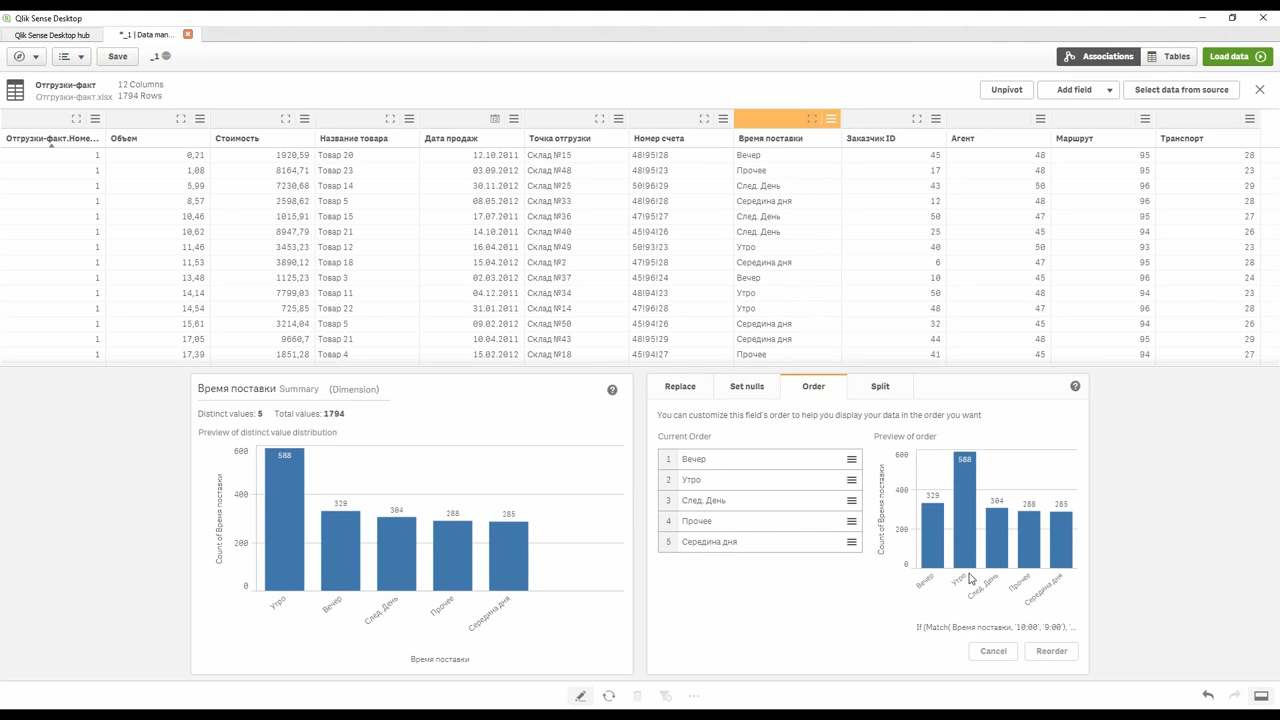 Qlik Sense Desktop
Qlik Sense Desktop hub
*_1 | Data man...
Save
_1
Associations
Tables
Load data
Отгрузки-факт
12 Columns
Отгрузки-факт.xlsx
1794 Rows
Unpivot
Add field
Select data from source
Отгрузки-факт.Номе... Объем Стоимость Название товара Дата продаж Точка отгрузки Номер счета Время поставки Заказчик ID Агент Маршрут Транспорт
1 0,21 1920,59 Товар 20 12.10.2011 Склад №15 48!95!28 Вечер 45 48 95 28
1 1,08 8164,71 Товар 23 03.09.2012 Склад №48 48!95!23 Прочее 17 48 95 23
1 5,99 7230,68 Товар 14 30.11.2012 Склад №25 50!96!29 След. День 43 50 96 29
1 8,57 2598,62 Товар 5 08.05.2012 Склад №33 48!96!28 Середина дня 12 48 96 28
1 10,46 1015,91 Товар 15 17.07.2011 Склад №36 47!95!27 След. День 50 47 95 27
1 10,62 8947,79 Товар 21 14.10.2011 Склад №40 45!94!26 След. День 25 45 94 26
1 11,46 3453,23 Товар 12 16.04.2011 Склад №49 50!93!23 Утро 40 50 93 23
1 11,53 3890,12 Товар 18 15.04.2012 Склад №2 47!95!28 Середина дня 6 47 95 28
1 13,48 1125,23 Товар 3 02.03.2012 Склад №37 45!96!24 Вечер 10 45 96 24
1 14,14 7799,03 Товар 11 04.12.2011 Склад №34 48!94!23 Утро 50 48 94 23
1 14,54 725,85 Товар 22 31.01.2011 Склад №14 47!96!28 Утро 48 47 96 28
1 15,61 3214,04 Товар 5 09.02.2012 Склад №50 45!94!26 Середина дня 32 45 94 26
1 17,05 9660,7 Товар 21 10.04.2011 Склад №43 48!95!29 Середина дня 44 48 95 29
1 17,39 1851,28 Товар 4 15.02.2012 Склад №18 45!94!27 Прочее 41 45 94 27
Время поставки Summary (Dimension)
Distinct values: 5 Total values: 1794
Preview of distinct value distribution
Count of Время поставки
600
400
200
0
588
329
304
288
285
Утро
Вечер
След. День
Прочее
Середина дня
Время поставки
Replace
Set nulls
Order
Split
You can customize this field's order to help you display your data in the order you want
Current Order
1 Вечер
2 Утро
3 След. День
4 Прочее
5 Середина дня
Preview of order
Count of Время поставки
600
400
200
0
329
588
304
288
285
Вечер
Утро
След. День
Прочее
Середина дня
If (Match( Время поставки, '10:00', '9:00'), '...
Cancel
Reorder